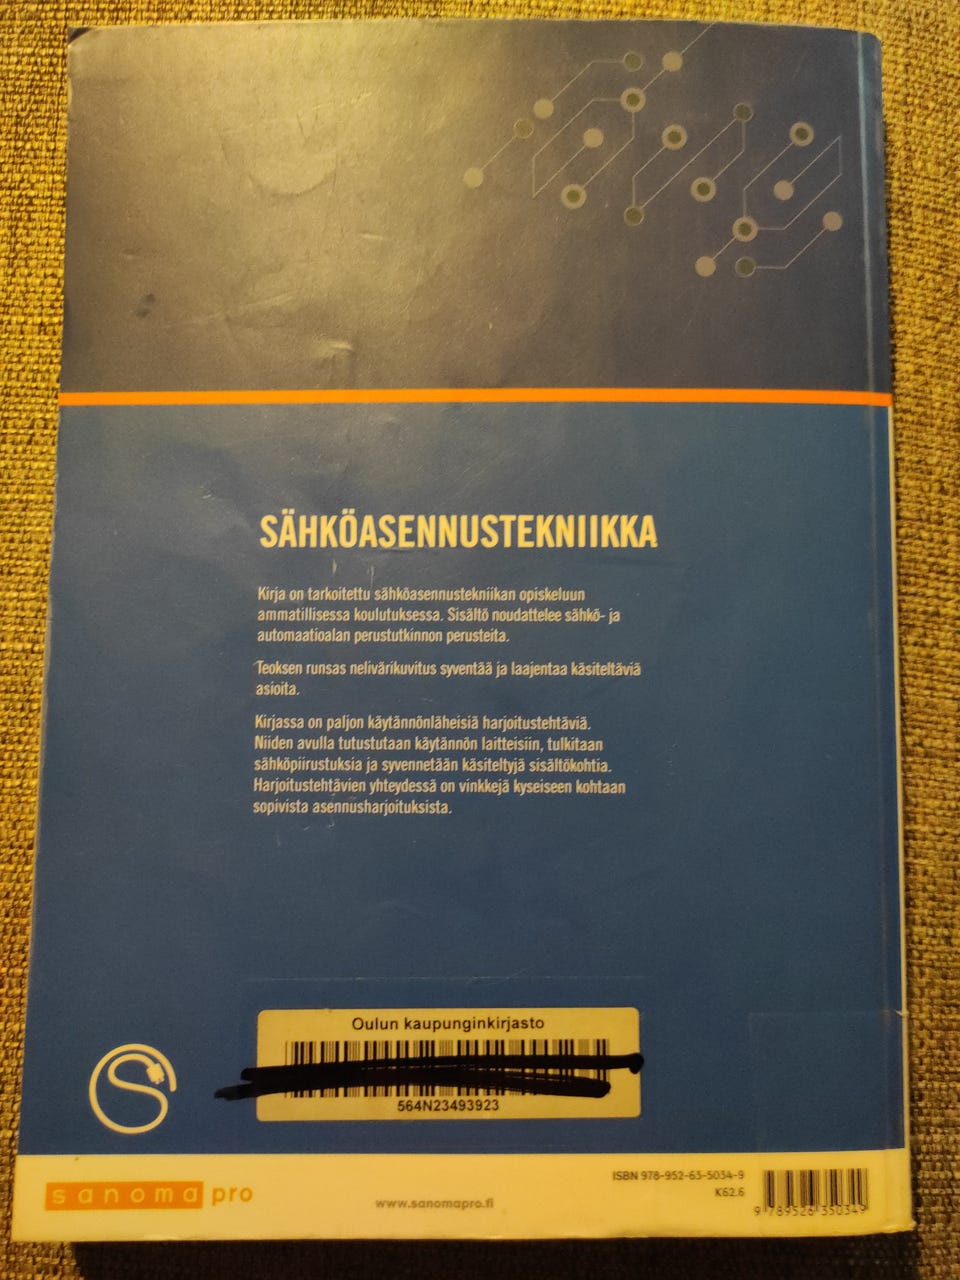 SÄHKÖASENNUSTEKNIIKKA
Kirja on tarkoitettu sähköasennustekniikan opiskeluun
ammatillisessa koulutuksessa. Sisältö noudattelee sähkö- ja
automaatioalan perustutkinnon perusteita.
Teoksen runsas nelivärikuvitus syventää ja laajentaa käsiteltäviä
asioita.
Kirjassa on paljon käytännönläheisiä harjoitustehtäviä.
Niiden avulla tutustutaan käytännön laitteisiin, tulkitaan
sähköpiirustuksia ja syvennetään käsiteltyjä sisältökohtia.
Harjoitustehtävien yhteydessä on vinkkejä kyseiseen kohtaan
sopivista asennusharjoituksista.
Oulun kaupunginkirjasto
564N23493923
sanoma pro
www.sanomapro.fi
ISBN 978-952-63-5034-9
K62.6
9 789526 350349